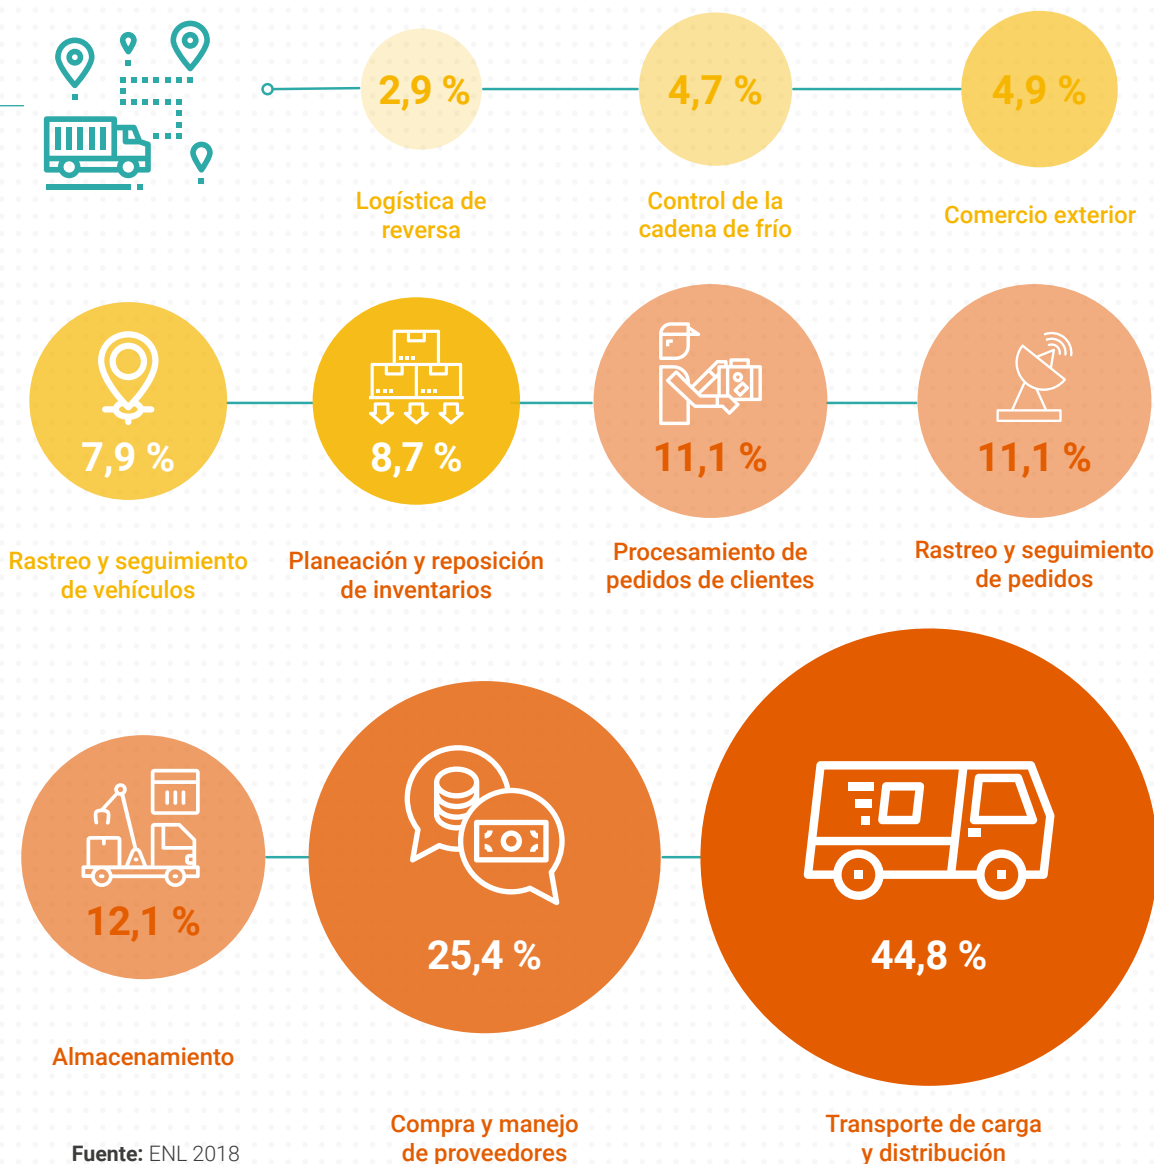 2,9 %
4,7 %
4,9 %
Logística de
reversa
Control de la
cadena de frío
Comercio exterior
7,9 %
8,7 %
11,1 %
11,1 %
Rastreo y seguimiento
de vehículos
Planeación y reposición
de inventarios
Procesamiento de
pedidos de clientes
Rastreo y seguimiento
de pedidos
12,1 %
25,4 %
44,8 %
Almacenamiento
Compra y manejo
de proveedores
Transporte de carga
y distribución
Fuente: ENL 2018